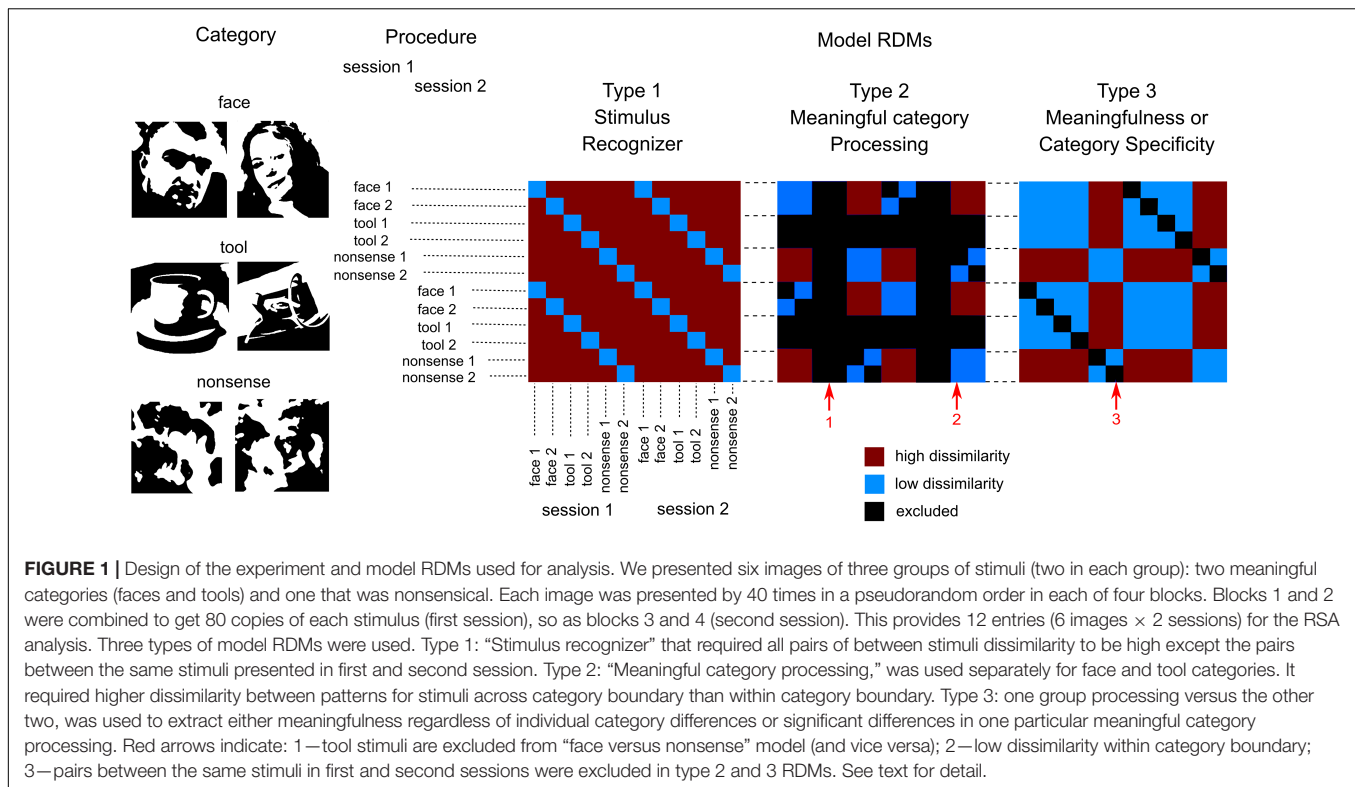 Category
Procedure
Model RDMs
session 1
session 2
face
tool
nonsense
Type 1
Stimulus
Recognizer
Type 2
Meaningful category
Processing
Type 3
Meaningfulness or
Category Specificity
face 1
face 2
tool 1
tool 2
nonsense 1
nonsense 2
face 1
face 2
tool 1
tool 2
nonsense 1
nonsense 2
face 1
face 2
tool 1
tool 2
nonsense 1
nonsense 2
face 1
face 2
tool 1
tool 2
nonsense 1
nonsense 2
session 1
session 2
1
2
3
high dissimilarity
low dissimilarity
excluded
FIGURE 1 | Design of the experiment and model RDMs used for analysis. We presented six images of three groups of stimuli (two in each group): two meaningful
categories (faces and tools) and one that was nonsensical. Each image was presented by 40 times in a pseudorandom order in each of four blocks. Blocks 1 and 2
were combined to get 80 copies of each stimulus (first session), so as blocks 3 and 4 (second session). This provides 12 entries (6 images × 2 sessions) for the RSA
analysis. Three types of model RDMs were used. Type 1: “Stimulus recognizer” that required all pairs of between stimuli dissimilarity to be high except the pairs
between the same stimuli presented in first and second session. Type 2: “Meaningful category processing,” was used separately for face and tool categories. It
required higher dissimilarity between patterns for stimuli across category boundary than within category boundary. Type 3: one group processing versus the other
two, was used to extract either meaningfulness regardless of individual category differences or significant differences in one particular meaningful category
processing. Red arrows indicate: 1—tool stimuli are excluded from “face versus nonsense” model (and vice versa); 2—low dissimilarity within category boundary;
3—pairs between the same stimuli in first and second sessions were excluded in type 2 and 3 RDMs. See text for detail.